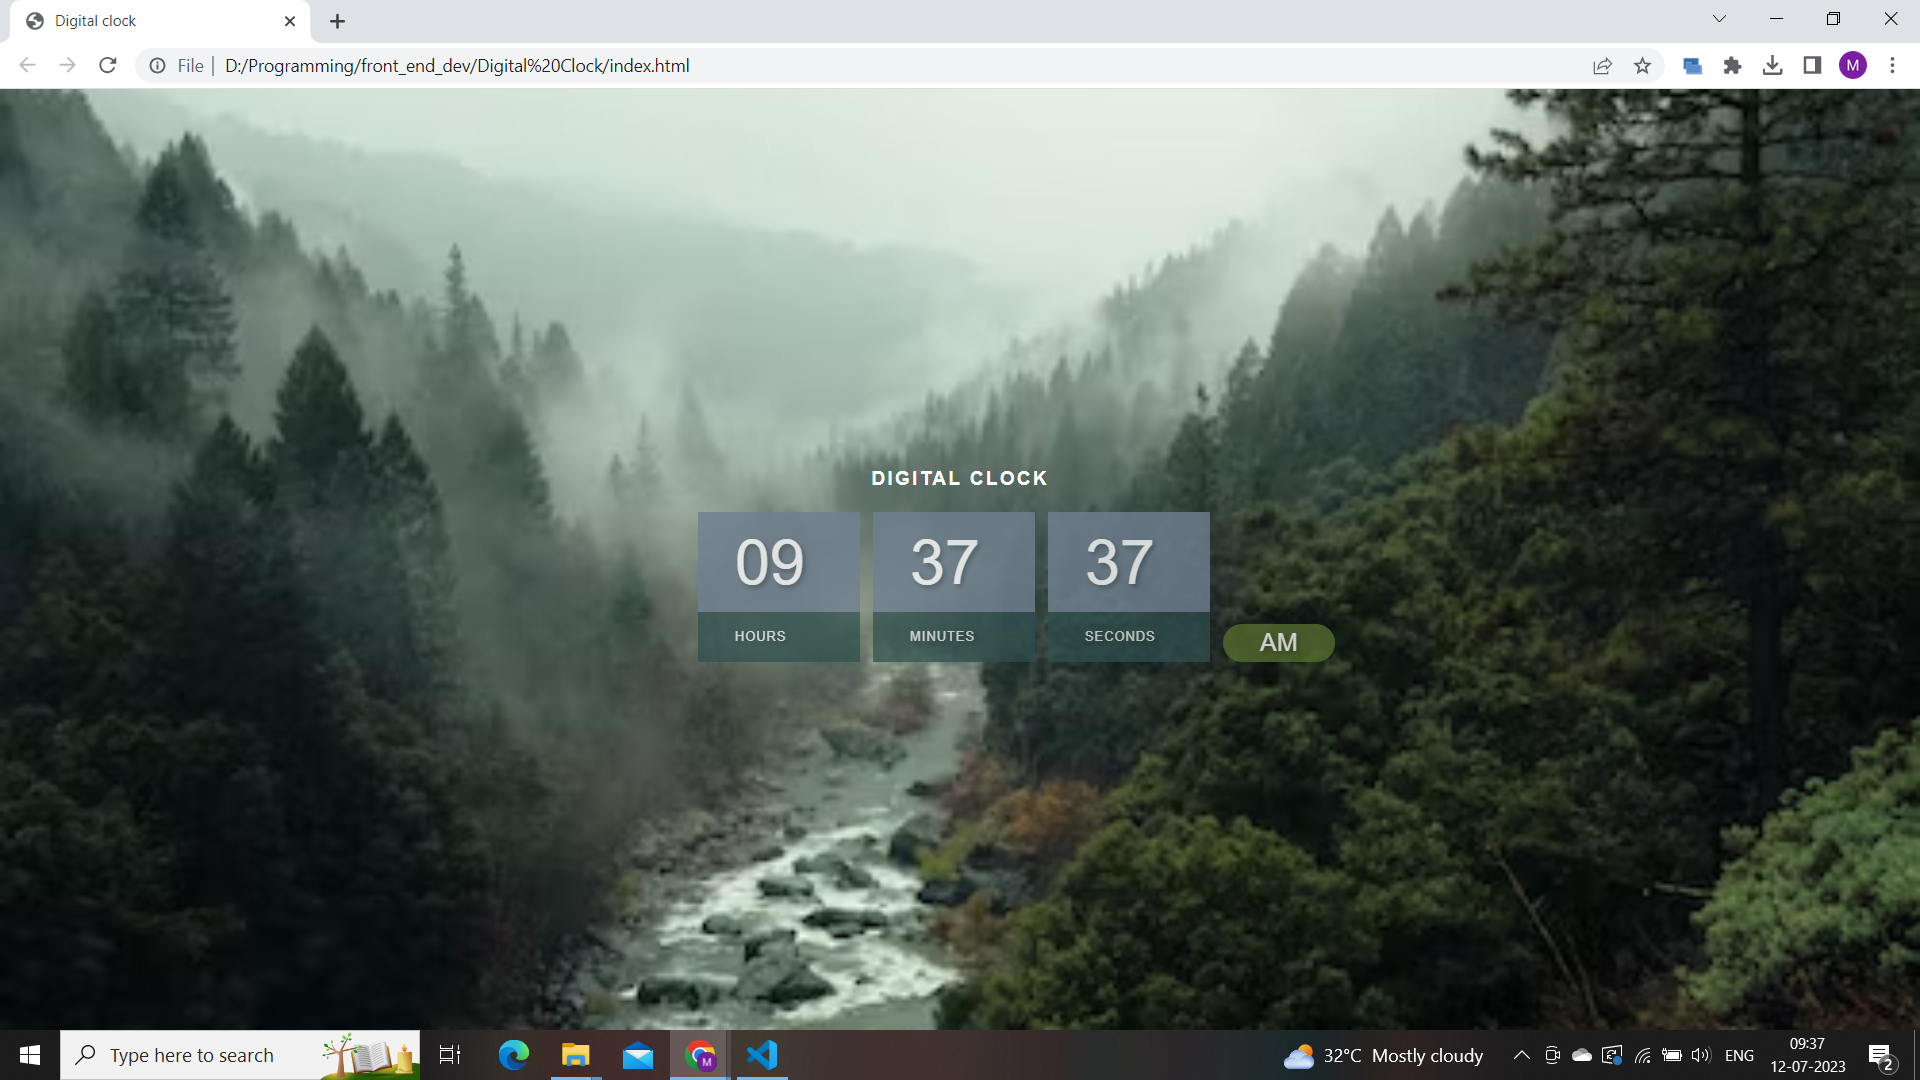 Digital clock
File | D:/Programming/front_end_dev/Digital%20Clock/index.html
M
DIGITAL CLOCK
09 37 37
HOURS MINUTES SECONDS AM
Type here to search
M
32°C Mostly cloudy
ENG
09:37
12-07-2023
2